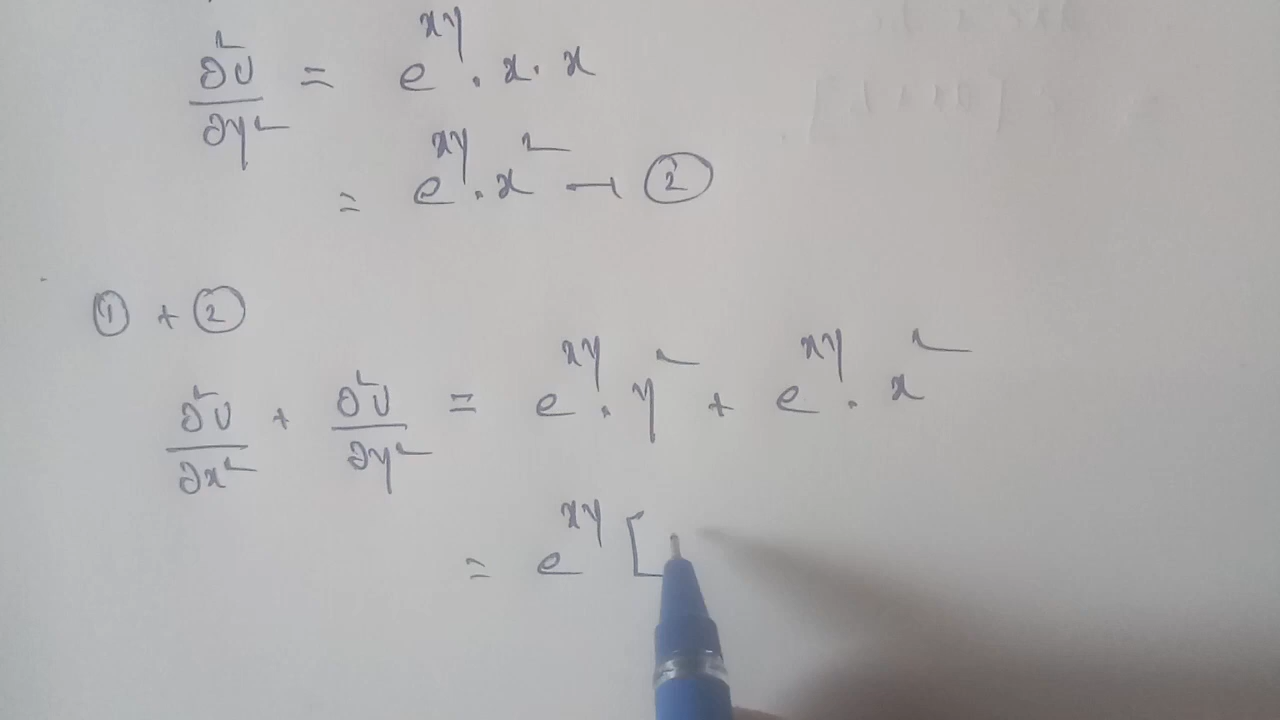 ∂²U/∂y² = e^xy . x . x
= e^xy . x² → ②
① + ②
∂²U/∂x² + ∂²U/∂y² = e^xy . y² + e^xy . x²
= e^xy [